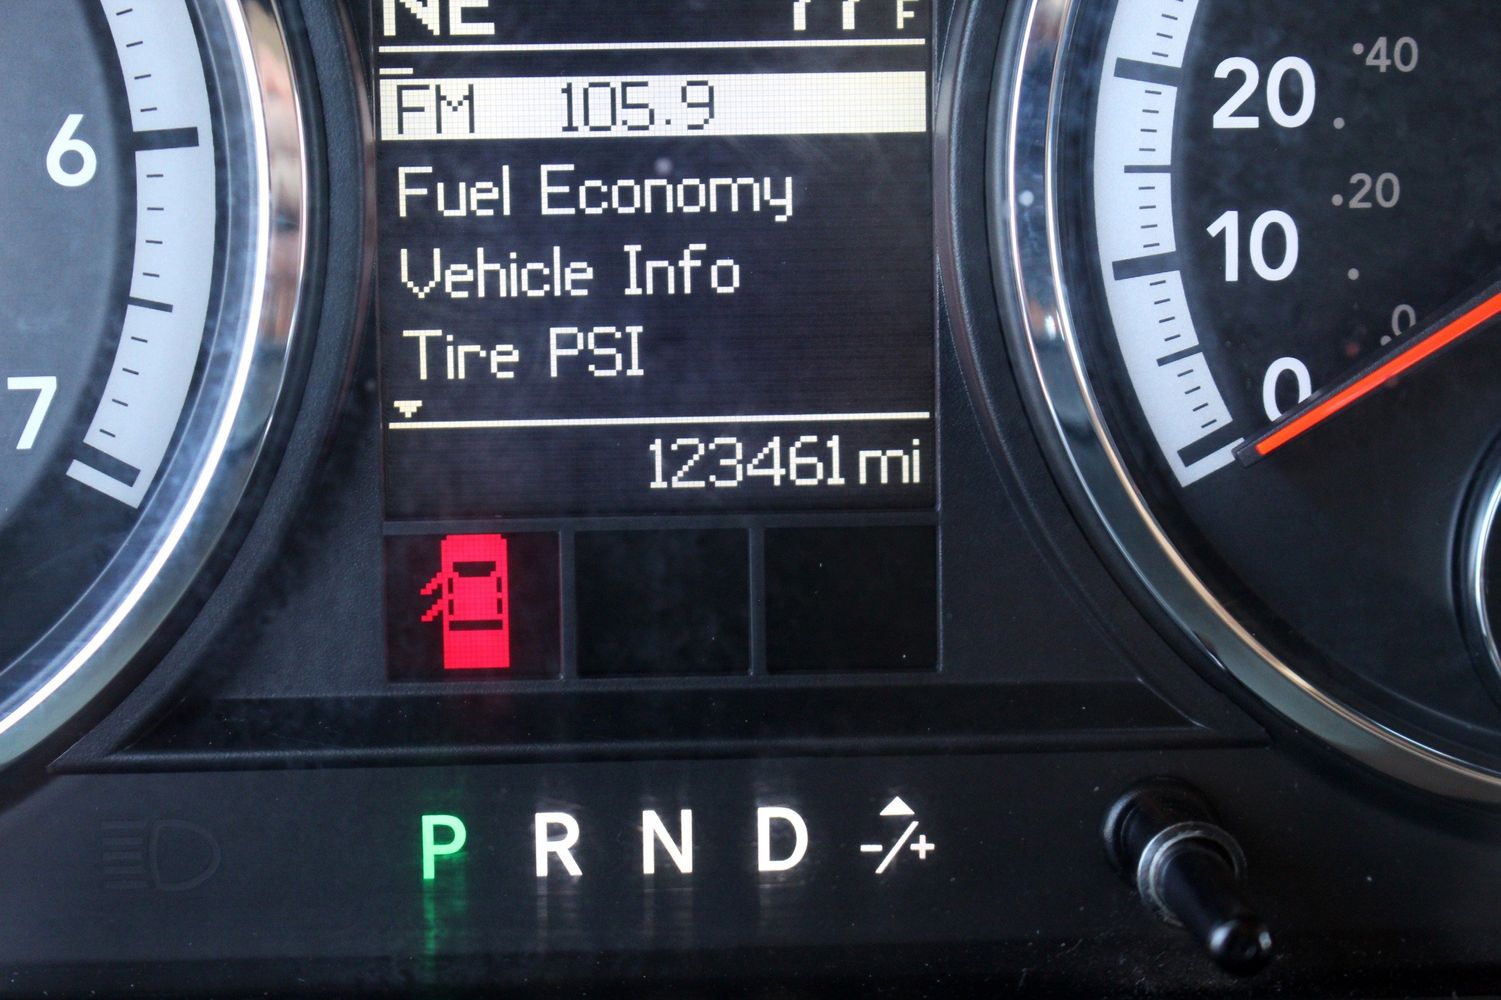 NE 77 F
FM 105.9
Fuel Economy
Vehicle Info
Tire PSI
123461 mi
6
7
20
40
10
20
0
0
P R N D -/+